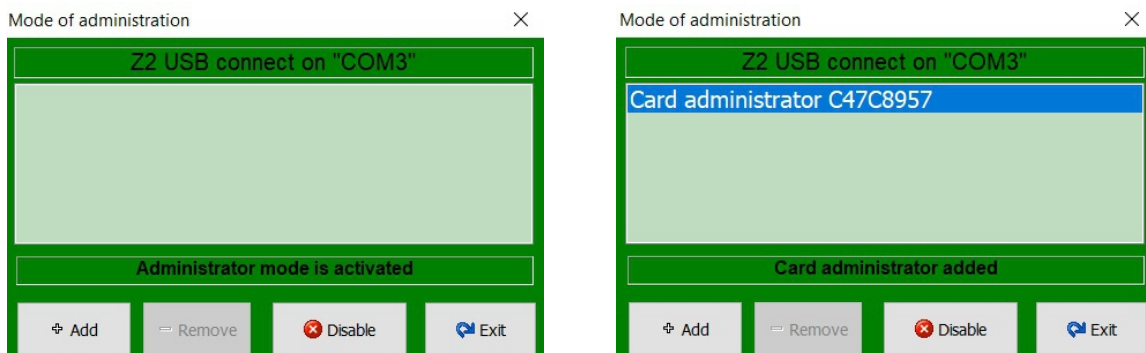 Mode of administration
Z2 USB connect on "COM3"
Administrator mode is activated
Add
Remove
Disable
Exit
Mode of administration
Z2 USB connect on "COM3"
Card administrator C47C8957
Card administrator added
Add
Remove
Disable
Exit